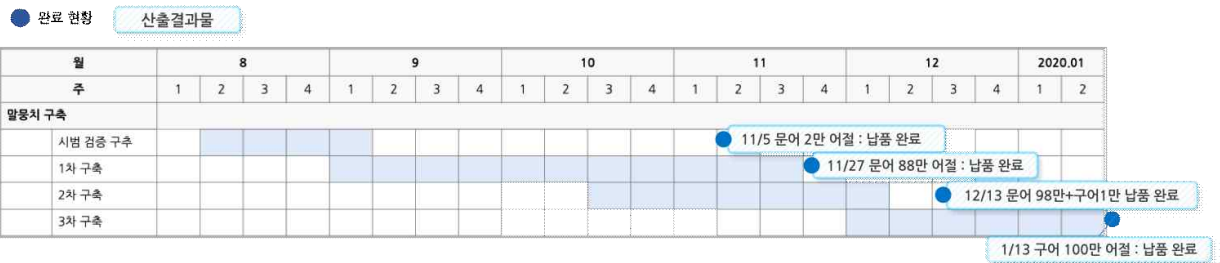 완료 현황 산출결과물
월 8 9 10 11 12 2020.01
주 1 2 3 4 1 2 3 4 1 2 3 4 1 2 3 4 1 2 3 4 1 2
말뭉치 구축
시범 검증 구추 11/5 문어 2만 어절 : 납품 완료
1차 구축 11/27 문어 88만 어절 : 납품 완료
2차 구축 12/13 문어 98만+구어1만 납품 완료
3차 구축
1/13 구어 100만 어절 : 납품 완료